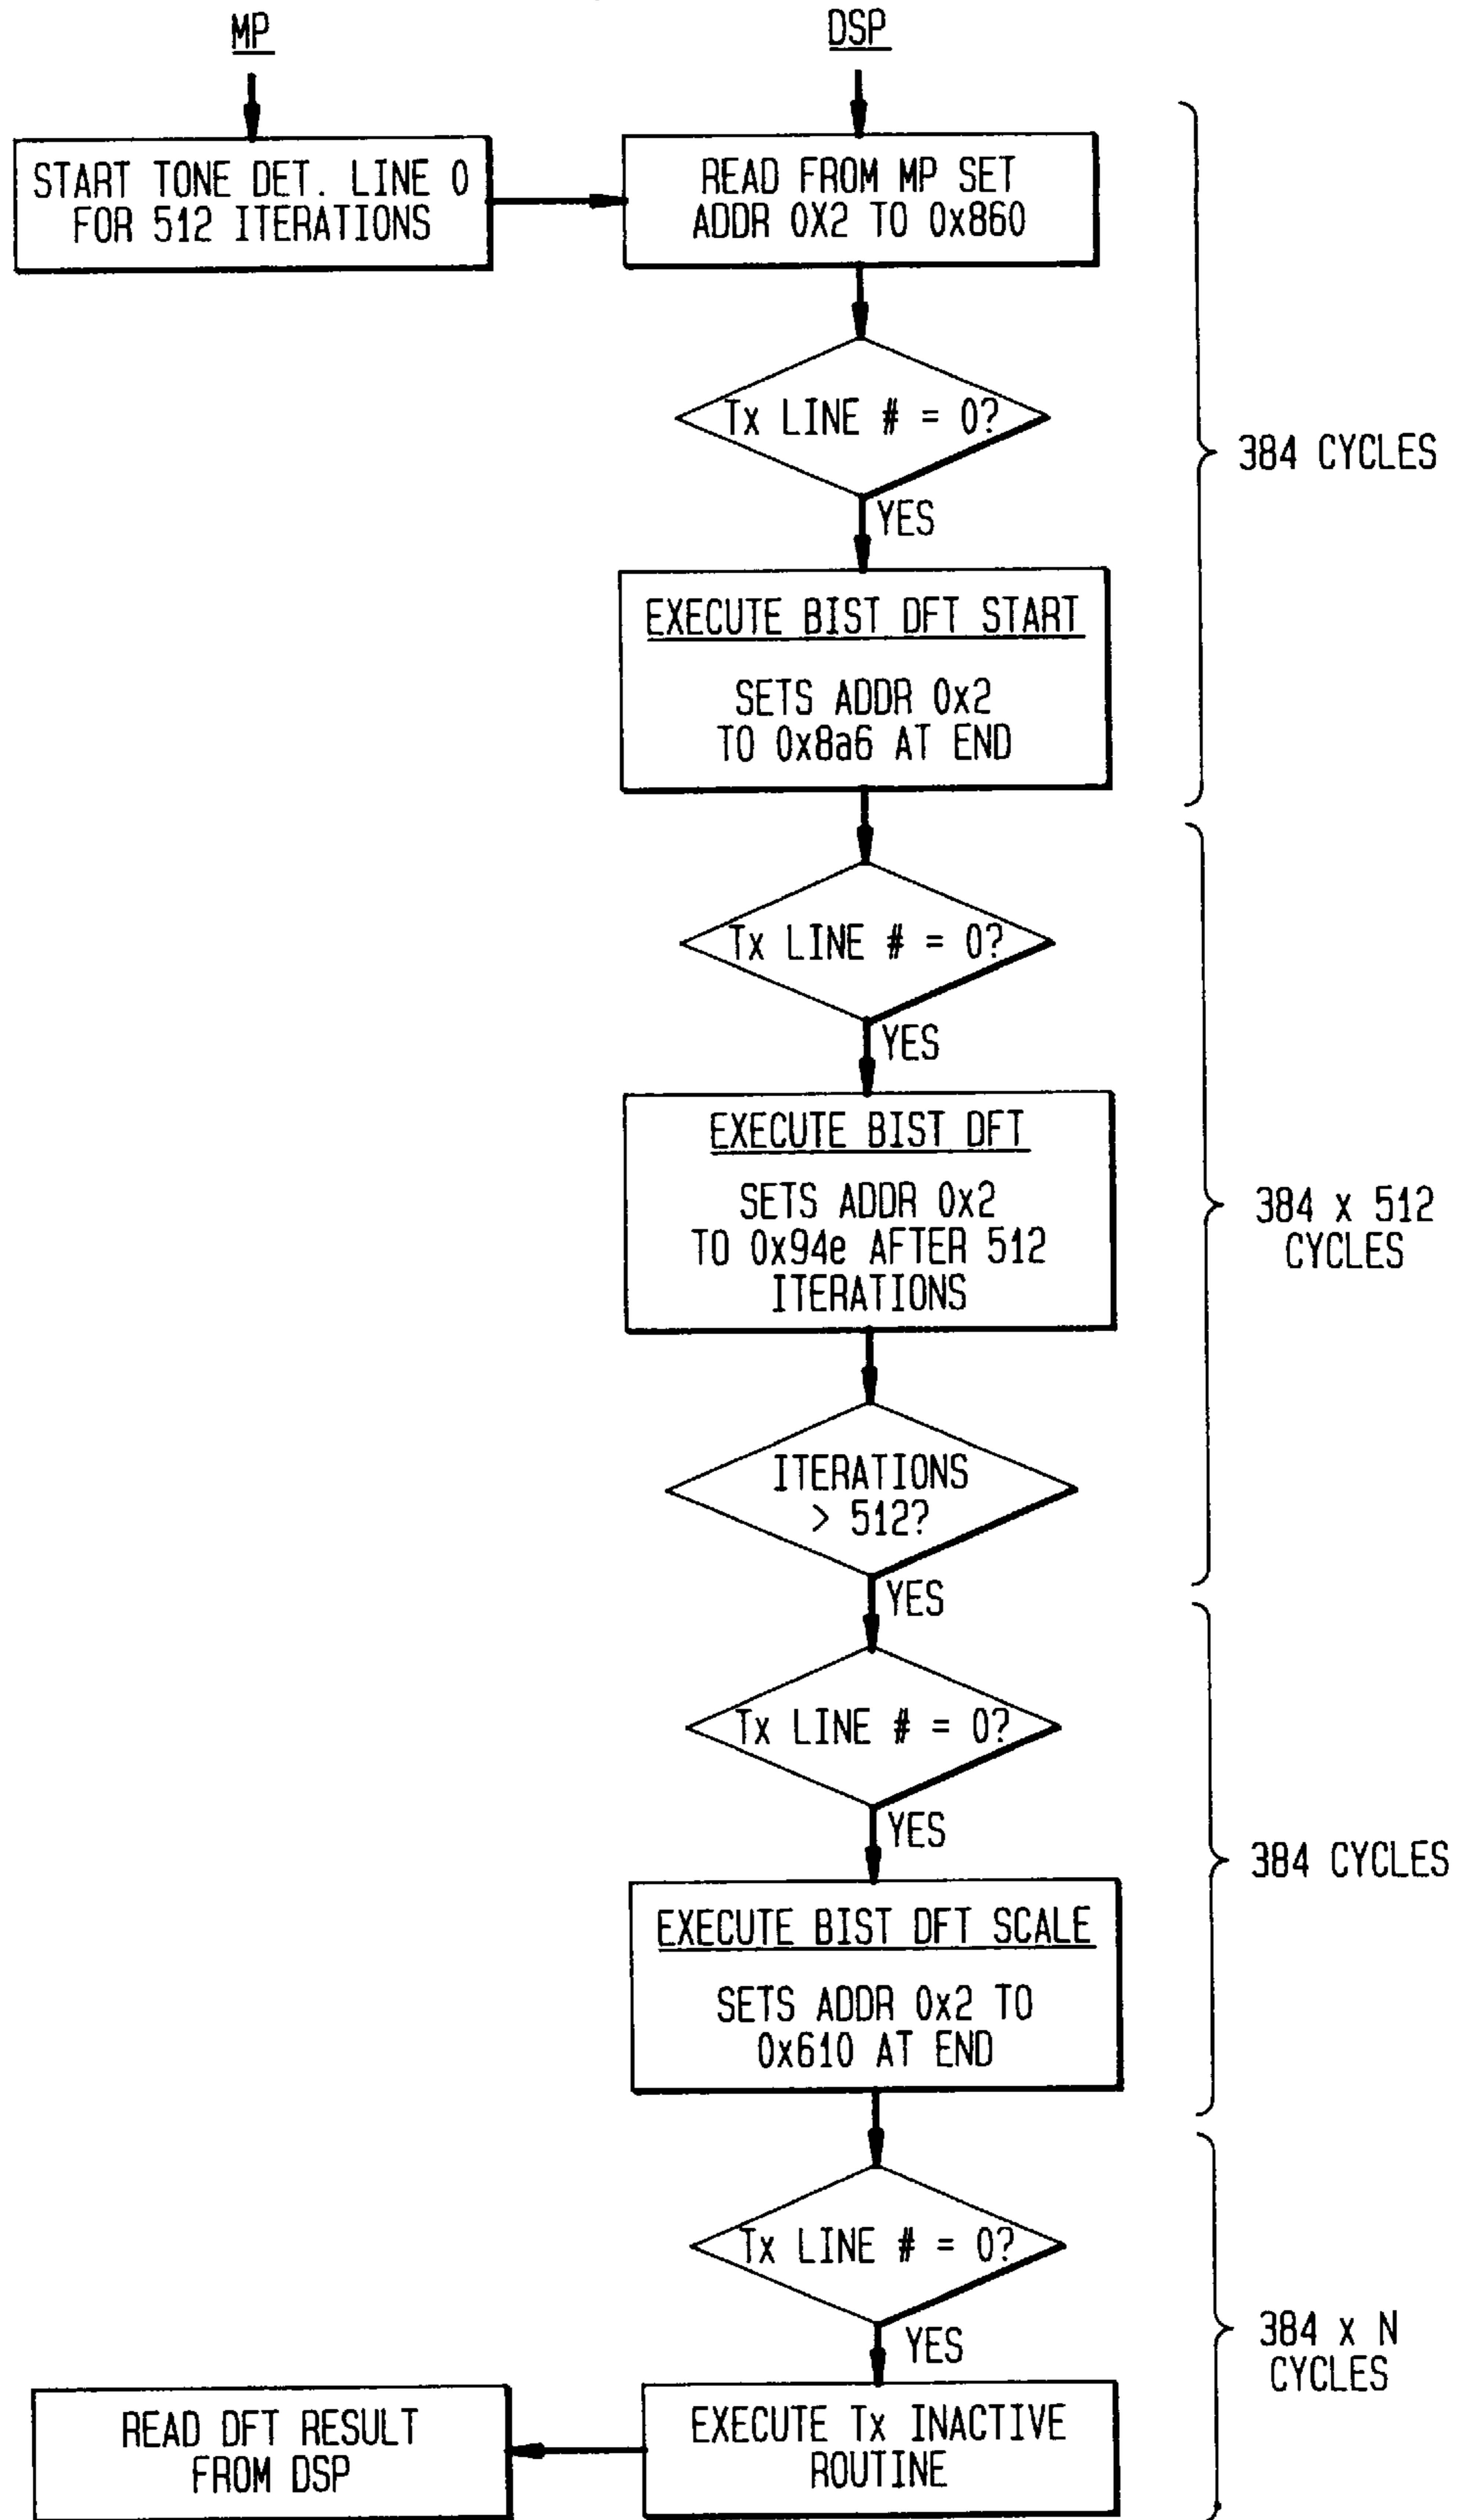 MP
DSP
START TONE DET. LINE 0
FOR 512 ITERATIONS
READ FROM MP SET
ADDR 0X2 TO 0x860
Tx LINE # = 0?
384 CYCLES
YES
EXECUTE BIST DFT START
SETS ADDR 0x2
TO 0x8a6 AT END
Tx LINE # = 0?
YES
EXECUTE BIST DFT
SETS ADDR 0x2
TO 0x94e AFTER 512
ITERATIONS
384 x 512
CYCLES
ITERATIONS
> 512?
YES
Tx LINE # = 0?
YES
384 CYCLES
EXECUTE BIST DFT SCALE
SETS ADDR 0x2 TO
0x610 AT END
Tx LINE # = 0?
YES
384 x N
CYCLES
EXECUTE Tx INACTIVE
ROUTINE
READ DFT RESULT
FROM DSP